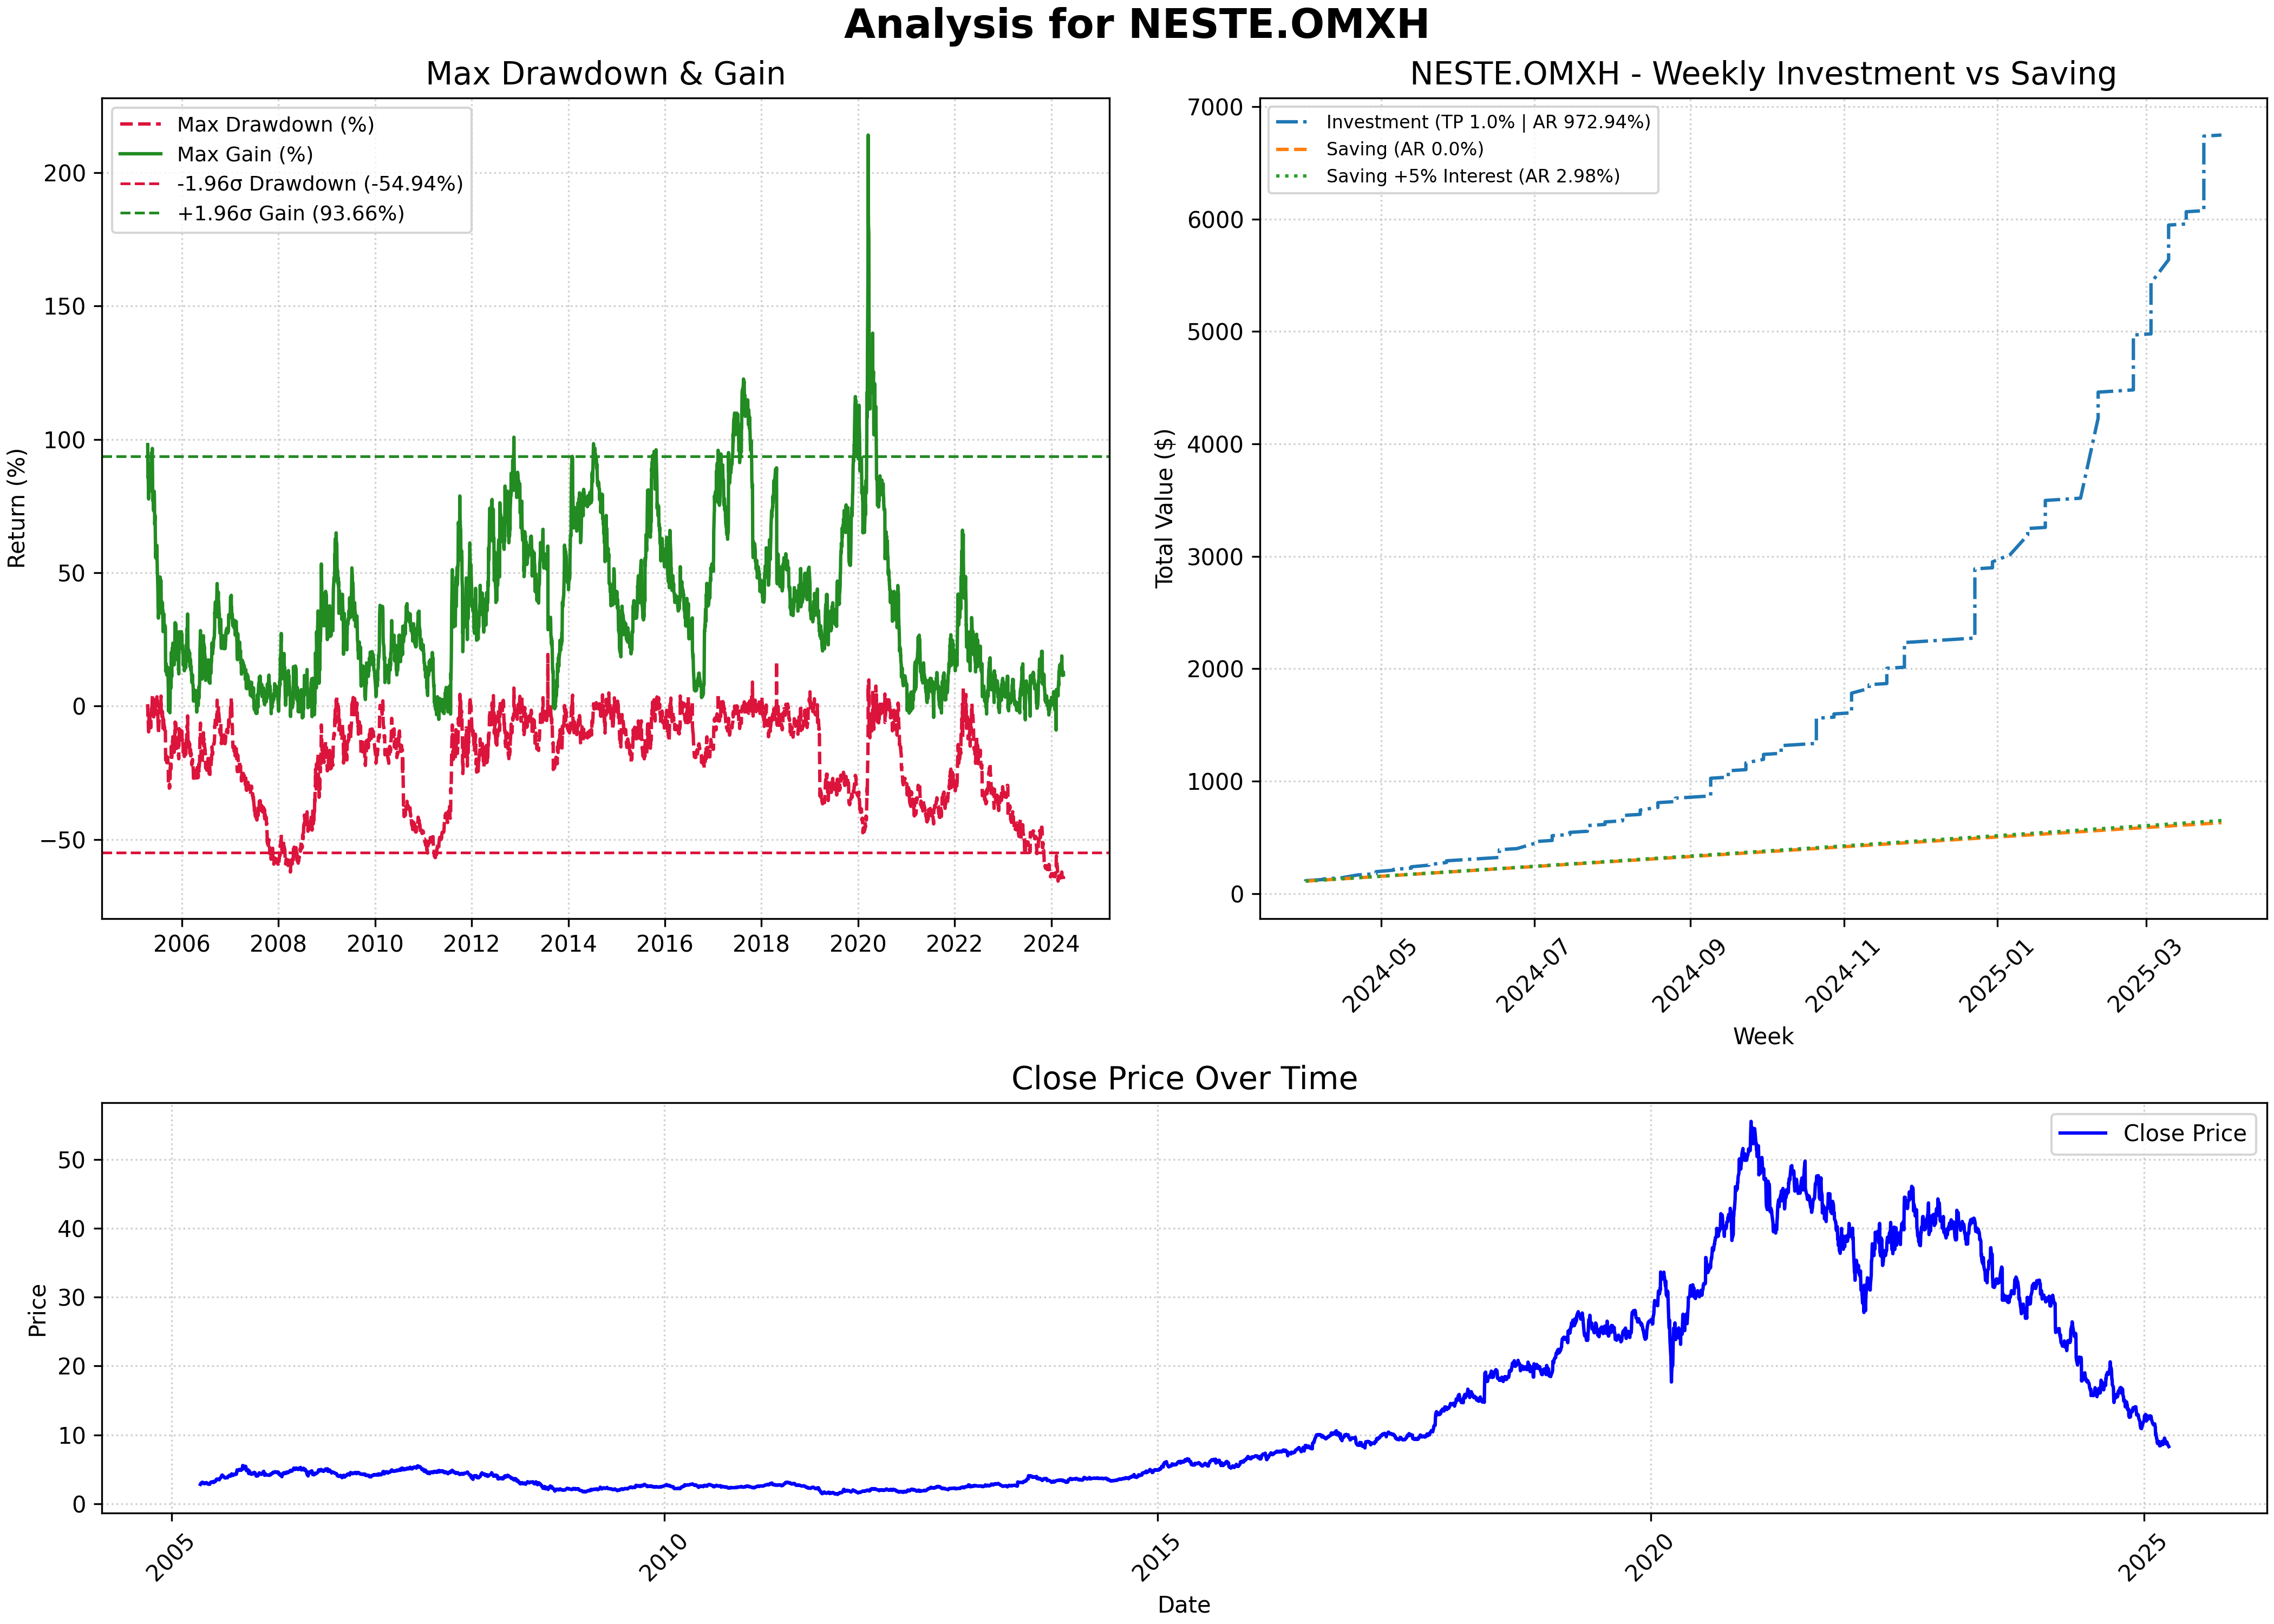 Analysis for NESTE.OMXH
Max Drawdown & Gain
Max Drawdown (%)
Max Gain (%)
-1.96σ Drawdown (-54.94%)
+1.96σ Gain (93.66%)
Return (%)
200
150
100
50
0
−50
2006 2008 2010 2012 2014 2016 2018 2020 2022 2024
NESTE.OMXH - Weekly Investment vs Saving
Investment (TP 1.0% | AR 972.94%)
Saving (AR 0.0%)
Saving +5% Interest (AR 2.98%)
Total Value ($)
7000
6000
5000
4000
3000
2000
1000
0
2024-05 2024-07 2024-09 2024-11 2025-01 2025-03
Week
Close Price Over Time
Close Price
Price
50
40
30
20
10
0
2005 2010 2015 2020 2025
Date